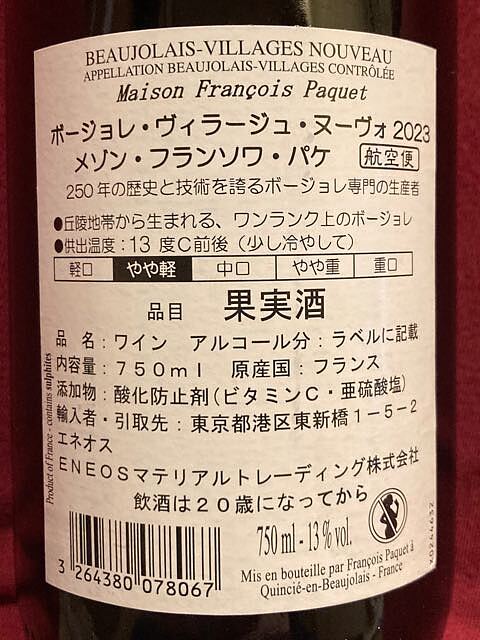 BEAUJOLAIS-VILLAGES NOUVEAU
APPELLATION BEAUJOLAIS-VILLAGES CONTRÔLÉE
Maison François Paquet
ボージョレ・ヴィラージュ・ヌーヴォ 2023
メゾン・フランソワ・パケ 航空便
250年の歴史と技術を誇るボージョレ専門の生産者
●丘陵地帯から生まれる、ワンランク上のボージョレ
●供出温度：13 度C前後（少し冷やして）
軽口 やや軽 中口 やや重 重口
品目 果実酒
品 名：ワイン アルコール分：ラベルに記載
内容量：750ml 原産国：フランス
添加物：酸化防止剤(ビタミンC・亜硫酸塩)
輸入者・引取先：東京都港区東新橋1-5-2
エネオス
ENEOSマテリアルトレーディング株式会社
飲酒は20歳になってから
Product of France - contains sulphites
3 264380 078067
750 ml - 13 % vol.
Mis en bouteille par François Paquet à
Quincié-en-Beaujolais - France
X0244632